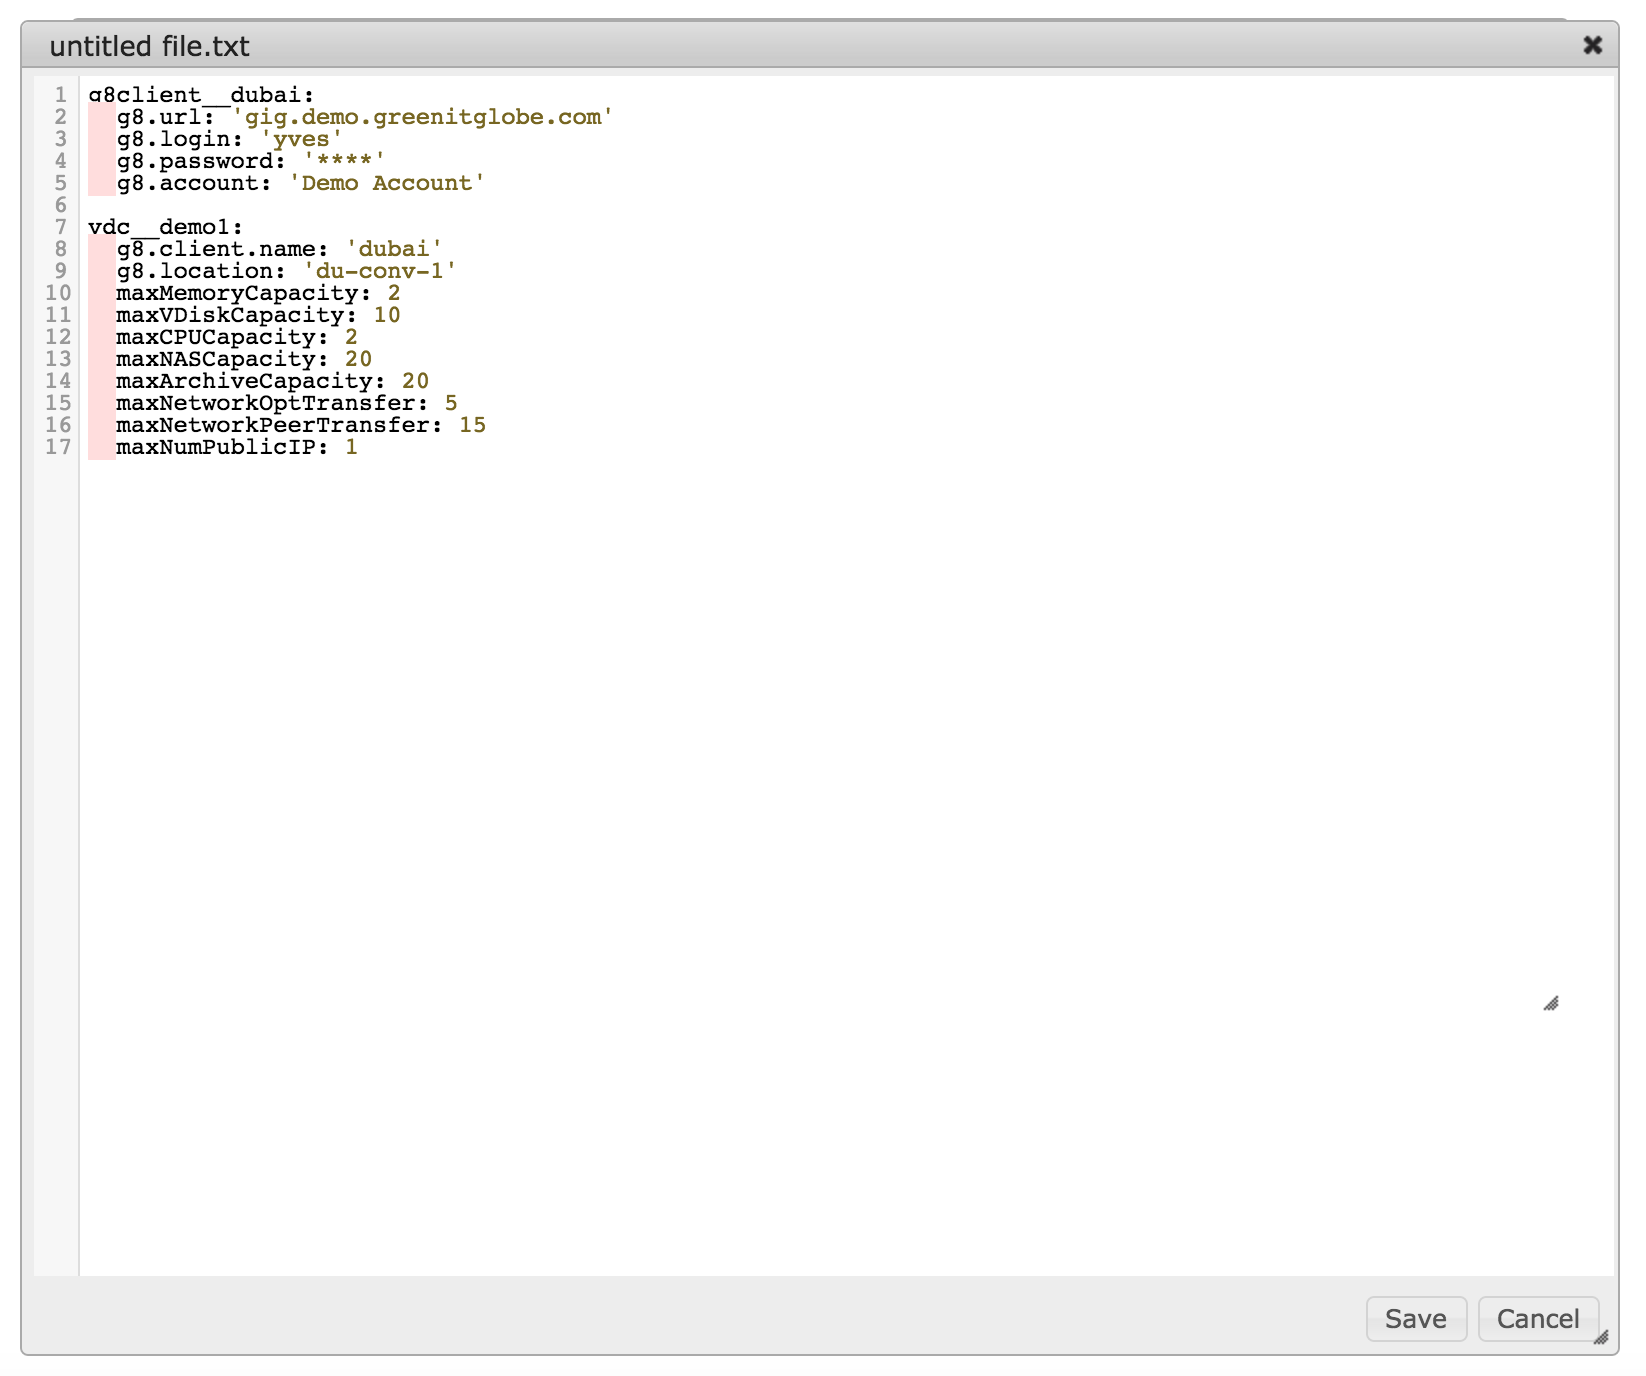 untitled file.txt
1 g8client__dubai:
2   g8.url: 'gig.demo.greenitglobe.com'
3   g8.login: 'yves'
4   g8.password: '****'
5   g8.account: 'Demo Account'
6
7 vdc__demo1:
8   g8.client.name: 'dubai'
9   g8.location: 'du-conv-1'
10   maxMemoryCapacity: 2
11   maxVDiskCapacity: 10
12   maxCPUCapacity: 2
13   maxNASCapacity: 20
14   maxArchiveCapacity: 20
15   maxNetworkOptTransfer: 5
16   maxNetworkPeerTransfer: 15
17   maxNumPublicIP: 1
Save Cancel